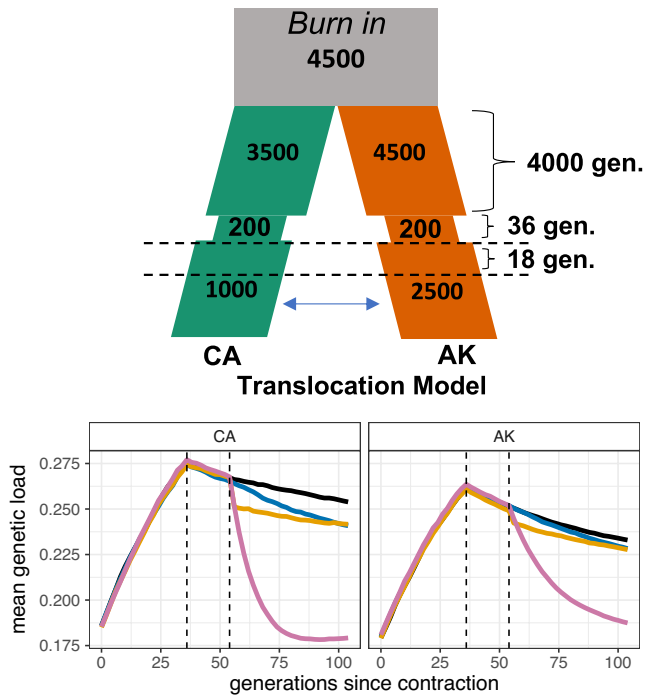 Burn in
4500
3500
4500
4000 gen.
200
200
36 gen.
18 gen.
1000
2500
CA
AK
Translocation Model
CA
AK
mean genetic load
0.275
0.250
0.225
0.200
0.175
0 25 50 75 100
0 25 50 75 100
generations since contraction